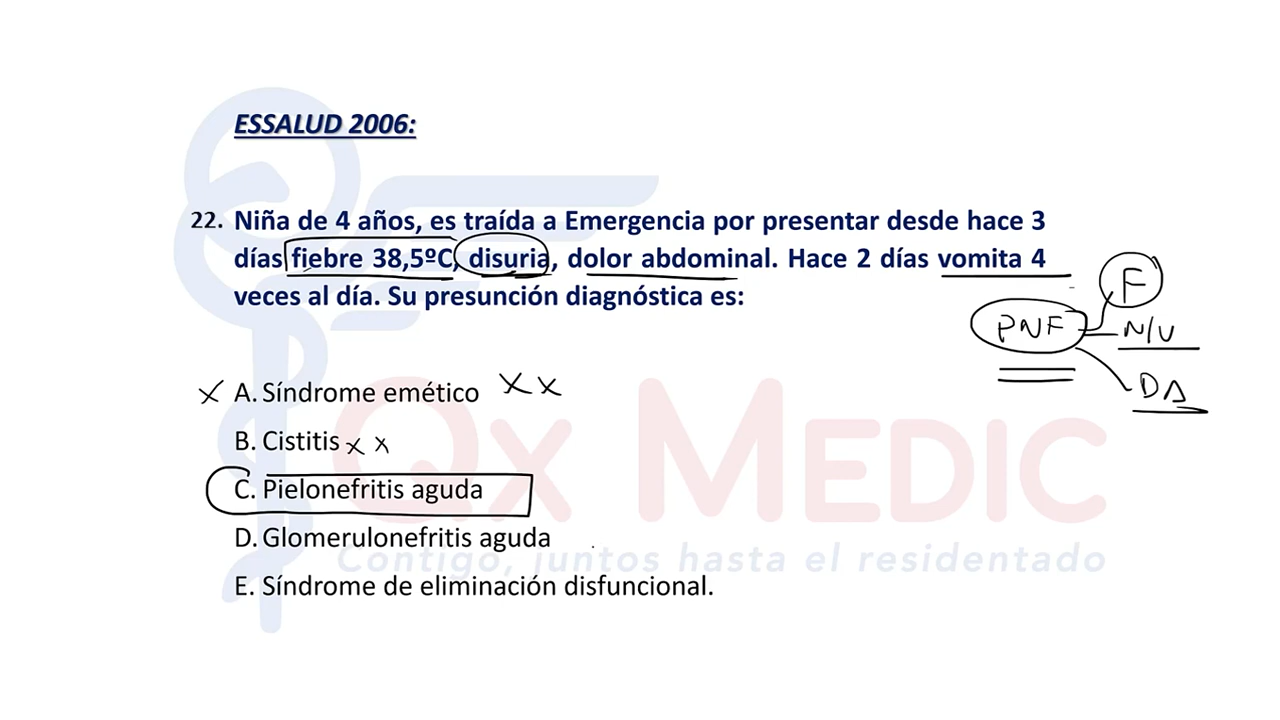 ESSALUD 2006:
22. Niña de 4 años, es traída a Emergencia por presentar desde hace 3
días fiebre 38,5ºC, disuria, dolor abdominal. Hace 2 días vomita 4
veces al día. Su presunción diagnóstica es:
F
PNF
N/V
DA
X A. Síndrome emético X X
B. Cistitis x x
C. Pielonefritis aguda
D. Glomerulonefritis aguda
E. Síndrome de eliminación disfuncional.
QX MEDIC
Contigo, juntos hasta el residentado